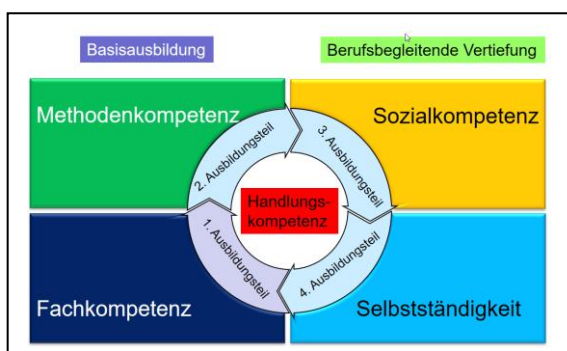 Basisausbildung
Berufsbegleitende Vertiefung
Methodenkompetenz
Sozialkompetenz
2. Ausbildungsteil
3. Ausbildungsteil
Handlungs-
kompetenz
1. Ausbildungsteil
4. Ausbildungsteil
Fachkompetenz
Selbstständigkeit